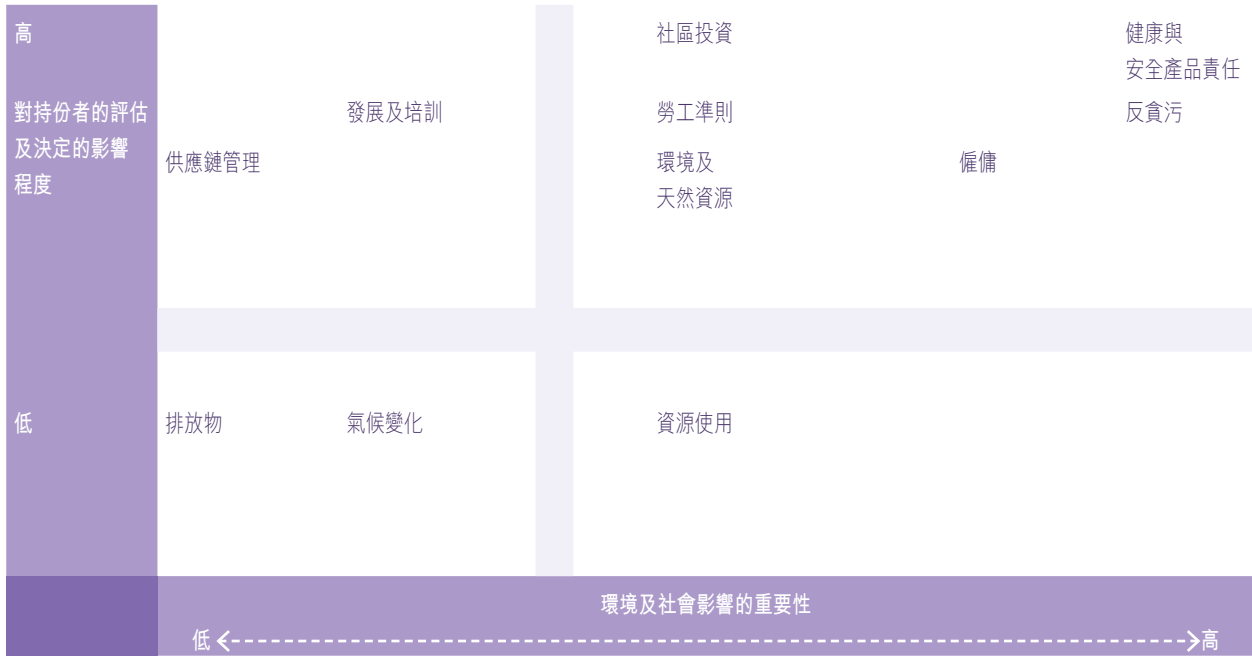 高
社區投資
健康與
安全產品責任
對持份者的評估
及決定的影響
程度
發展及培訓
勞工準則
反貪污
供應鏈管理
環境及
天然資源
僱傭
低
排放物
氣候變化
資源使用
環境及社會影響的重要性
低
高